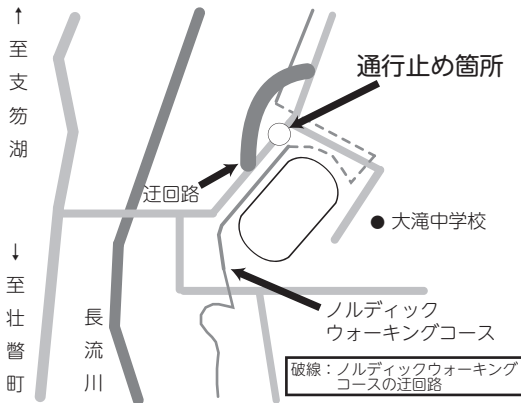 ↑至支笏湖
通行止め箇所
迂回路
大滝中学校
↓至壮瞥町
長流川
ノルディック
ウォーキングコース
破線：ノルディックウォーキング
コースの迂回路